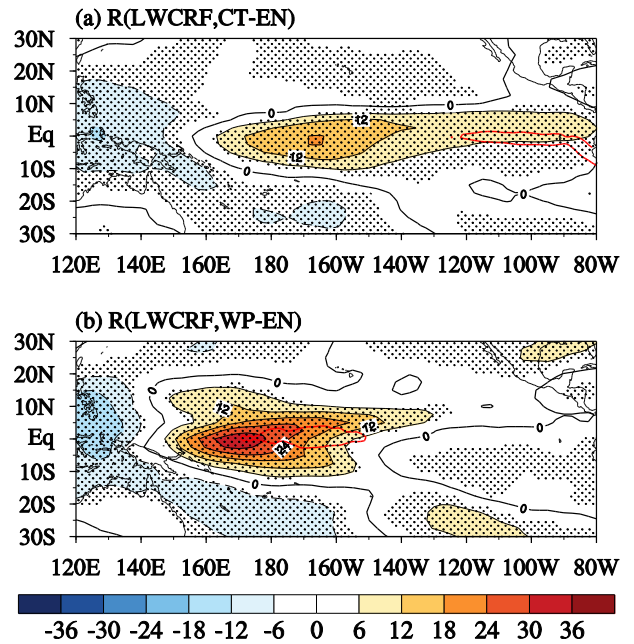 (a) R(LWCRF,CT-EN)
30N
20N
10N
Eq
10S
20S
30S
0
0
12
12
0
0
120E 140E 160E 180E 160W 140W 120W 100W 80W
(b) R(LWCRF,WP-EN)
30N
20N
10N
Eq
10S
20S
30S
0
0
12
12
0
24
0
0
120E 140E 160E 180E 160W 140W 120W 100W 80W
-36 -30 -24 -18 -12 -6 0 6 12 18 24 30 36